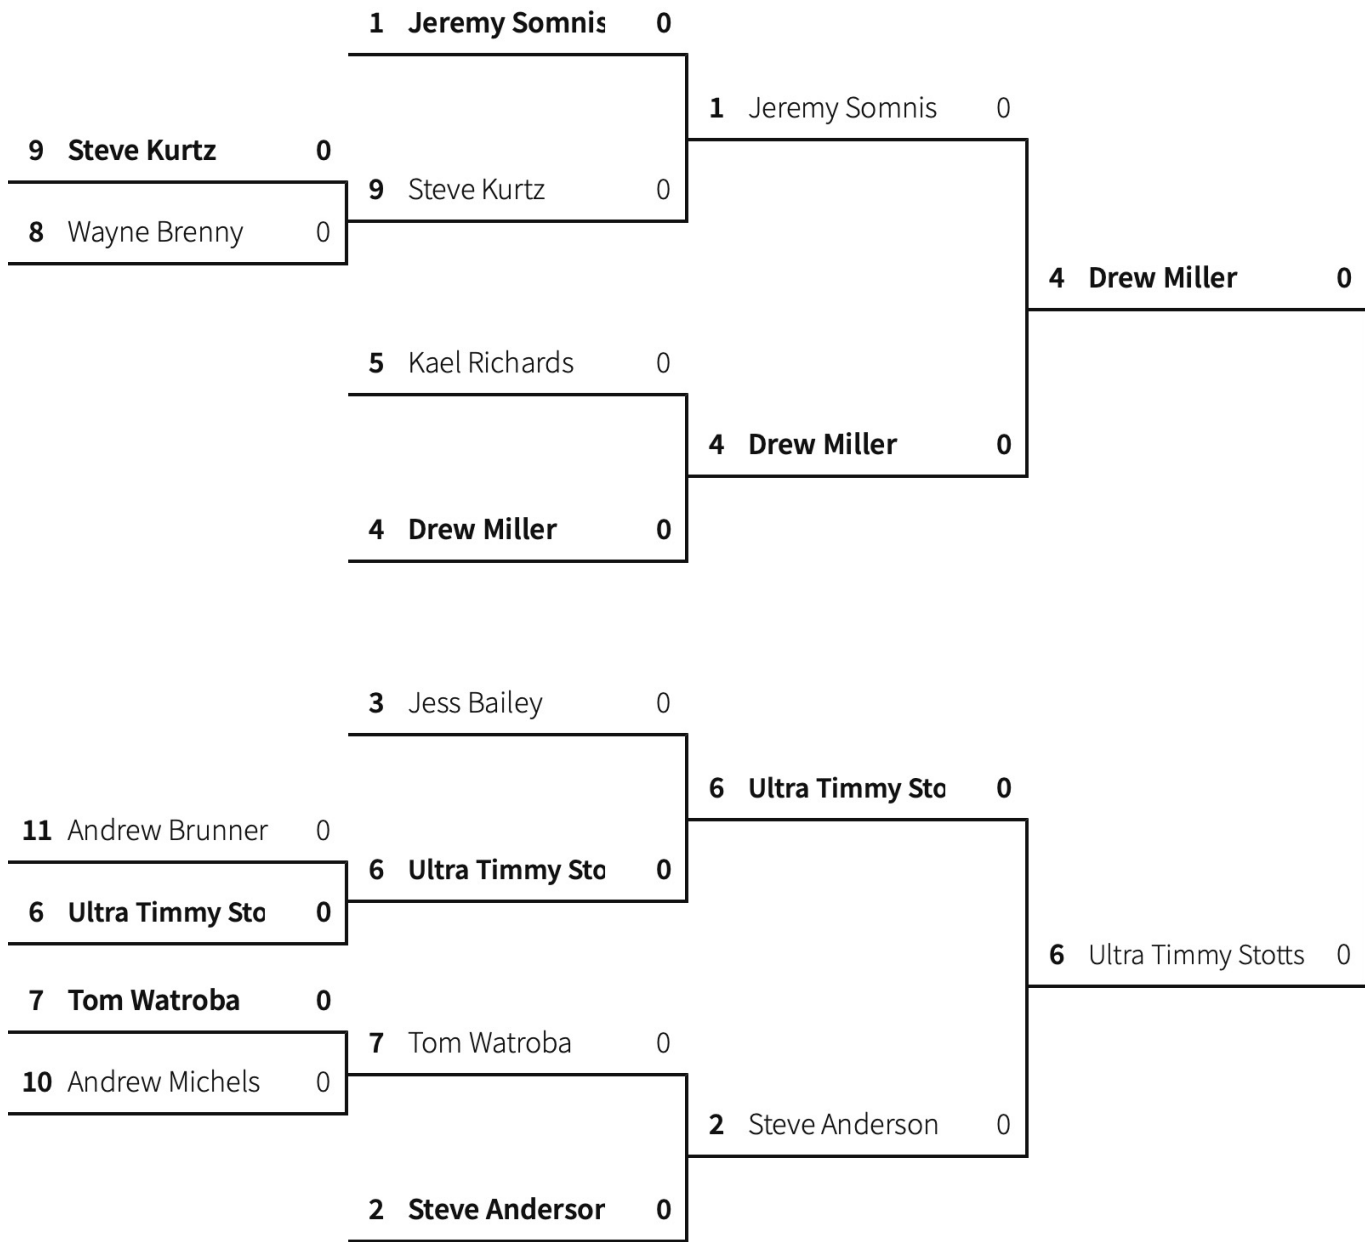 1 Jeremy Somnis 0
1 Jeremy Somnis 0
9 Steve Kurtz 0
9 Steve Kurtz 0
8 Wayne Brenny 0
4 Drew Miller 0
5 Kael Richards 0
4 Drew Miller 0
4 Drew Miller 0
3 Jess Bailey 0
6 Ultra Timmy Sto 0
11 Andrew Brunner 0
6 Ultra Timmy Sto 0
6 Ultra Timmy Sto 0
6 Ultra Timmy Stotts 0
7 Tom Watroba 0
7 Tom Watroba 0
10 Andrew Michels 0
2 Steve Anderson 0
2 Steve Anderson 0